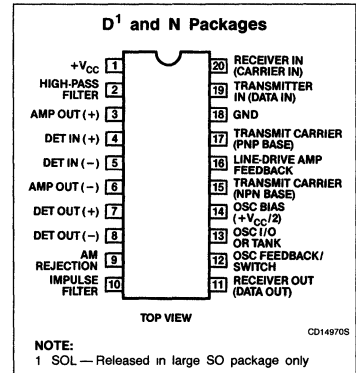 D1 and N Packages
+VCC 1
HIGH-PASS
FILTER 2
AMP OUT (+) 3
DET IN (+) 4
DET IN (−) 5
AMP OUT (−) 6
DET OUT (+) 7
DET OUT (−) 8
AM
REJECTION 9
IMPULSE
FILTER 10
20 RECEIVER IN
(CARRIER IN)
19 TRANSMITTER
IN (DATA IN)
18 GND
17 TRANSMIT CARRIER
(PNP BASE)
16 LINE-DRIVE AMP
FEEDBACK
15 TRANSMIT CARRIER
(NPN BASE)
14 OSC BIAS
(+VCC/2)
13 OSC I/O
OR TANK
12 OSC FEEDBACK/
SWITCH
11 RECEIVER OUT
(DATA OUT)
TOP VIEW
CD14970S
NOTE:
1 SOL — Released in large SO package only